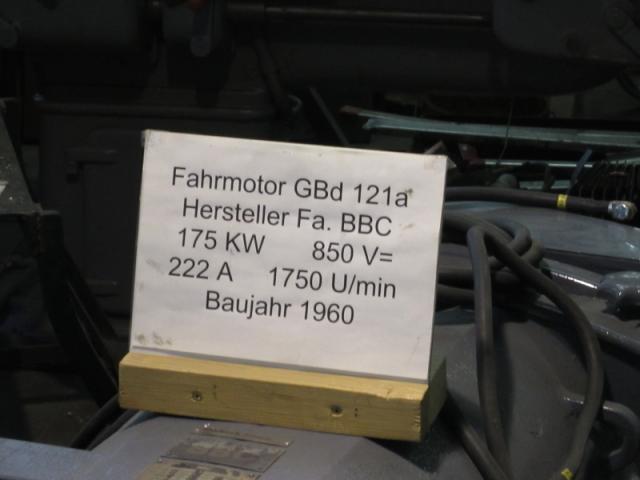 Fahrmotor GBd 121a
Hersteller Fa. BBC
175 KW 850 V=
222 A 1750 U/min
Baujahr 1960